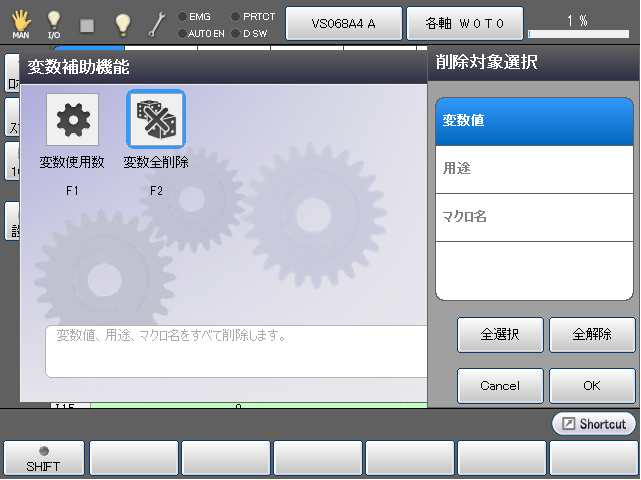 MAN
I/O
EMG
PRTCT
AUTO EN
D SW
VS068A4 A
各軸 W0T0
1 %
変数補助機能
削除対象選択
変数使用数
変数全削除
F1
F2
変数値
用途
マクロ名
変数値、用途、マクロ名をすべて削除します。
全選択
全解除
Cancel
OK
Shortcut
SHIFT